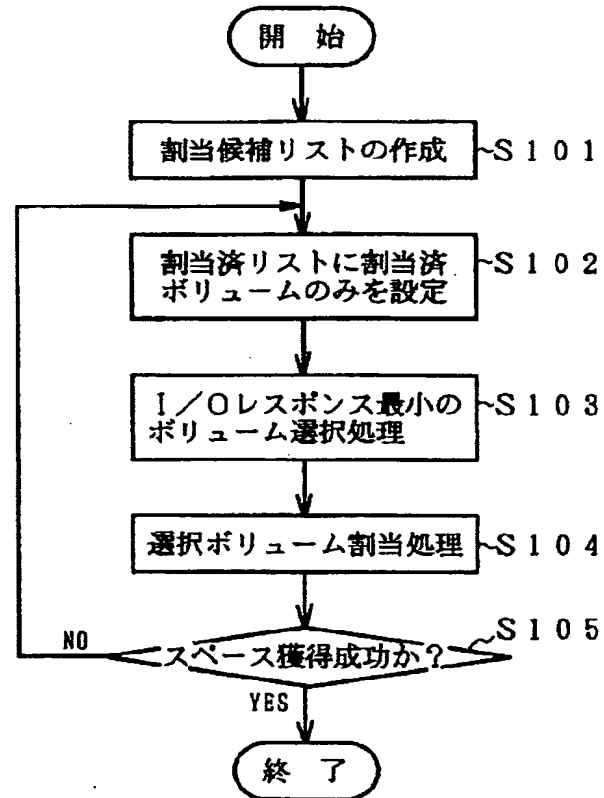 開 始
割当候補リストの作成 ~S101
割当済リストに割当済 ~S102
ボリュームのみを設定
I/Oレスポンス最小の ~S103
ボリューム選択処理
選択ボリューム割当処理 ~S104
スペース獲得成功か? S105
NO
YES
終 了